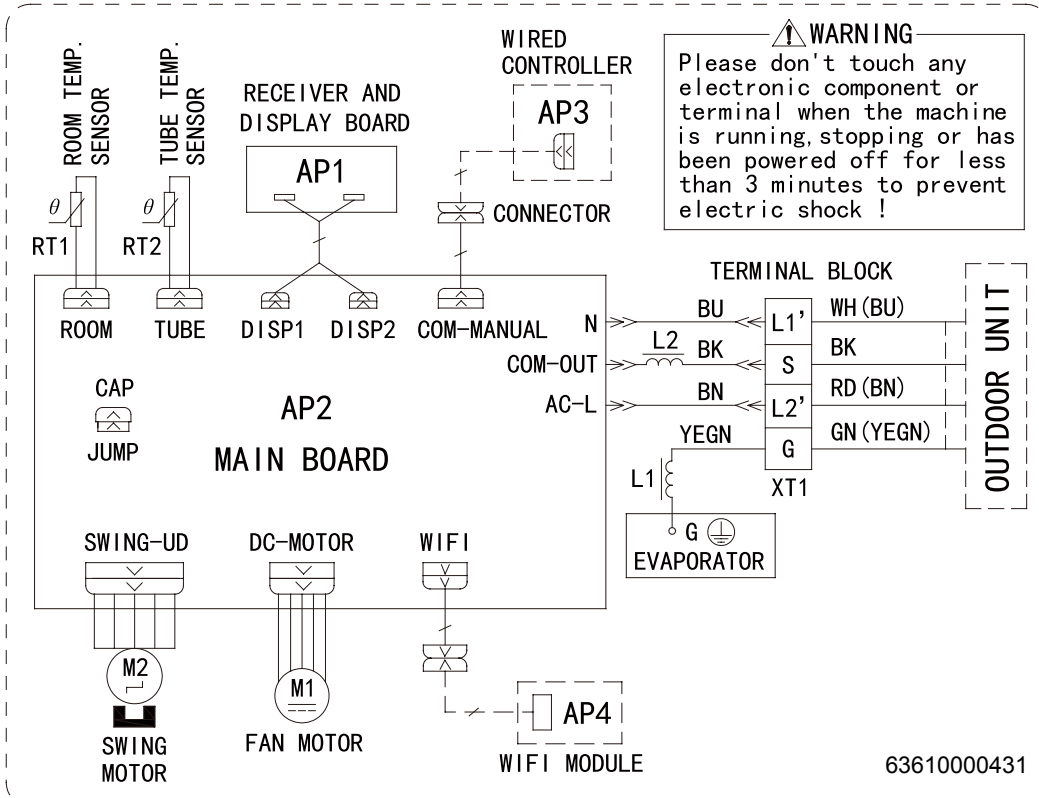 ROOM TEMP.
SENSOR
TUBE TEMP.
SENSOR
RECEIVER AND
DISPLAY BOARD
AP1
WIRED
CONTROLLER
AP3
CONNECTOR
WARNING
Please don't touch any
electronic component or
terminal when the machine
is running, stopping or has
been powered off for less
than 3 minutes to prevent
electric shock !
θ
RT1
θ
RT2
ROOM
TUBE
DISP1
DISP2
COM-MANUAL
TERMINAL BLOCK
N
BU
L1'
WH(BU)
COM-OUT
L2
BK
S
BK
AC-L
BN
L2'
RD(BN)
YEGN
G
GN(YEGN)
XT1
OUTDOOR UNIT
L1
G
EVAPORATOR
CAP
JUMP
AP2
MAIN BOARD
SWING-UD
DC-MOTOR
WIFI
M2
SWING
MOTOR
M1
FAN MOTOR
AP4
WIFI MODULE
63610000431